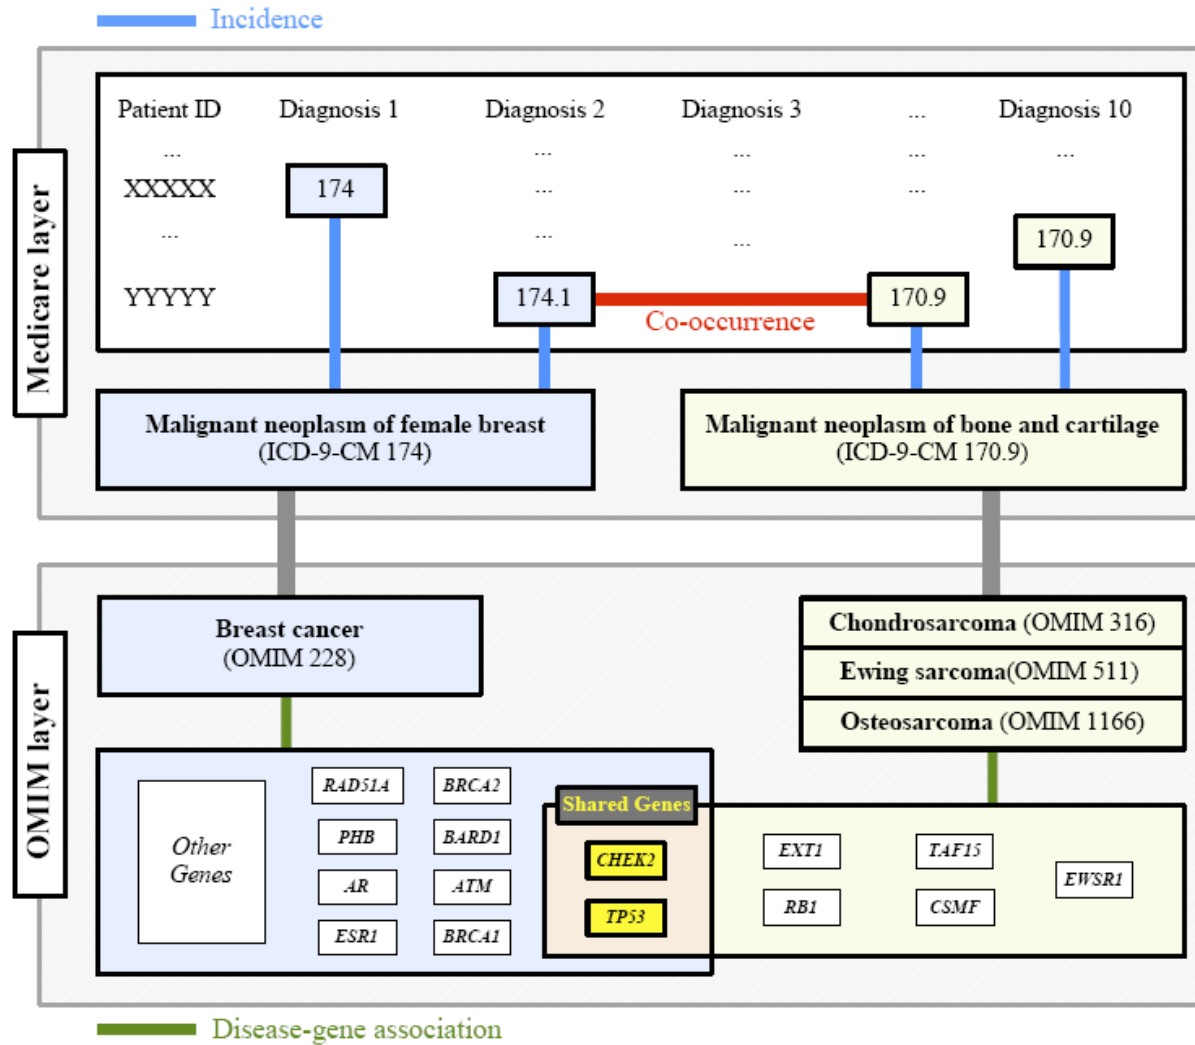 Incidence
Medicare layer
Patient ID Diagnosis 1 Diagnosis 2 Diagnosis 3 ... Diagnosis 10
... ... ... ... ...
XXXXX 174 ... ... ...
... ... ... 170.9
YYYYY 174.1 170.9
Co-occurrence
Malignant neoplasm of female breast
(ICD-9-CM 174)
Malignant neoplasm of bone and cartilage
(ICD-9-CM 170.9)
OMIM layer
Breast cancer
(OMIM 228)
Chondrosarcoma (OMIM 316)
Ewing sarcoma(OMIM 511)
Osteosarcoma (OMIM 1166)
Other
Genes
RAD51A BRCA2
PHB BARD1
AR ATM
ESR1 BRCA1
Shared Genes
CHEK2
TP53
EXT1 TAF15
RB1 CSMF
EWSR1
Disease-gene association